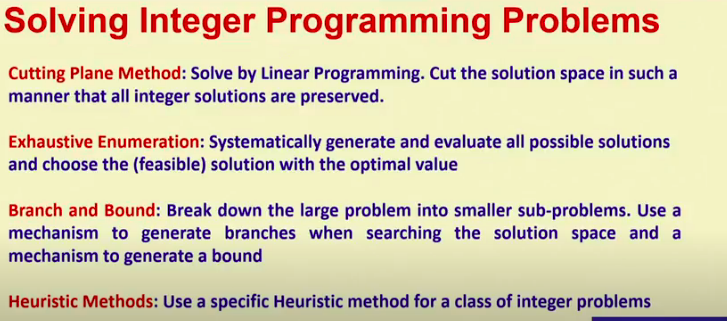 Solving Integer Programming Problems
Cutting Plane Method: Solve by Linear Programming. Cut the solution space in such a
manner that all integer solutions are preserved.
Exhaustive Enumeration: Systematically generate and evaluate all possible solutions
and choose the (feasible) solution with the optimal value
Branch and Bound: Break down the large problem into smaller sub-problems. Use a
mechanism to generate branches when searching the solution space and a
mechanism to generate a bound
Heuristic Methods: Use a specific Heuristic method for a class of integer problems